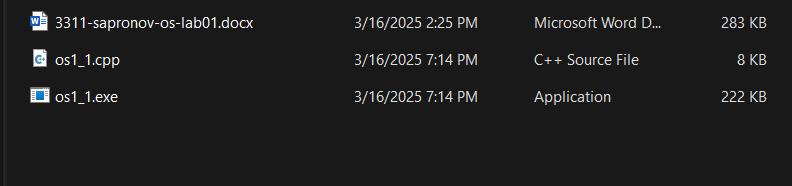 3311-sapronov-os-lab01.docx 3/16/2025 2:25 PM Microsoft Word D... 283 KB
os1_1.cpp 3/16/2025 7:14 PM C++ Source File 8 KB
os1_1.exe 3/16/2025 7:14 PM Application 222 KB